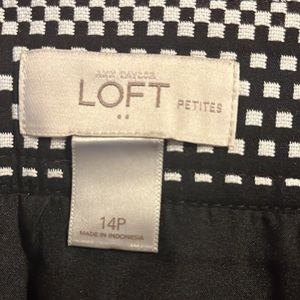 ANN TAYLOR
LOFT PETITES
14P
MADE IN INDONESIA